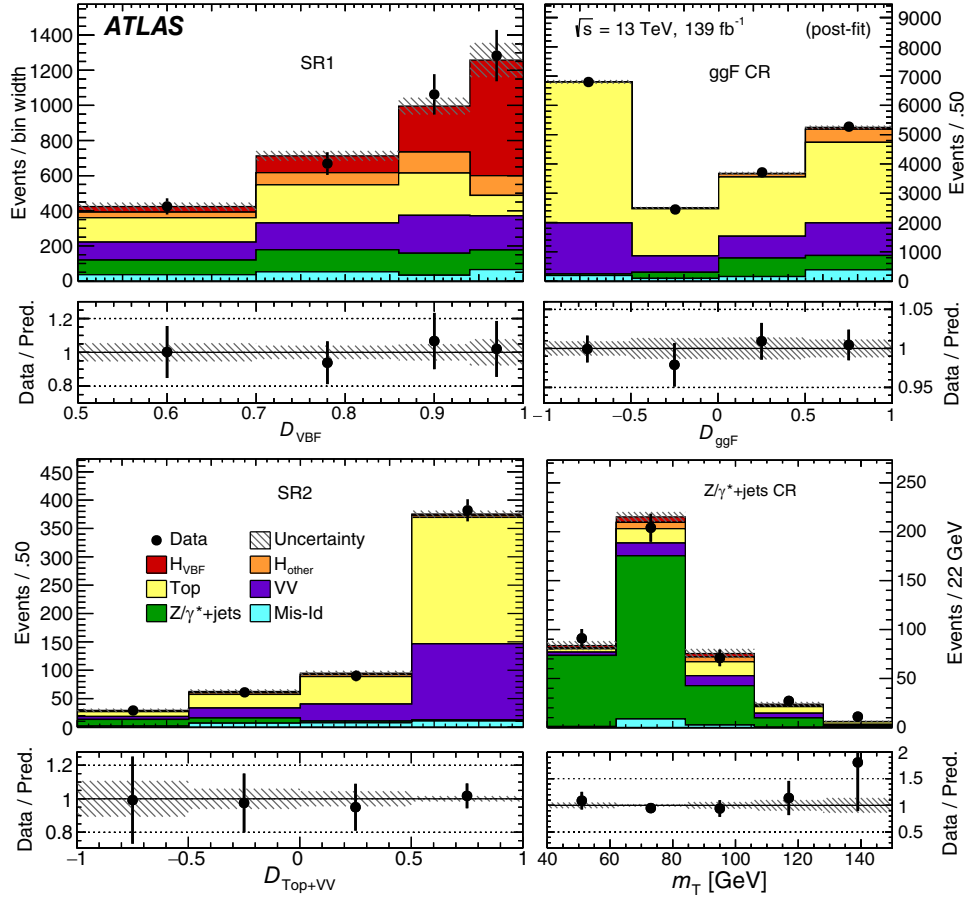 ATLAS
SR1
Events / bin width
1400
1200
1000
800
600
400
200
0
√s = 13 TeV, 139 fb⁻¹ (post-fit)
ggF CR
Events / .50
9000
8000
7000
6000
5000
4000
3000
2000
1000
0
Data / Pred.
1.2
1
0.8
0.5 0.6 0.7 0.8 0.9 1
D_VBF
Data / Pred.
1.05
1
0.95
−1 −0.5 0 0.5 1
D_ggF
SR2
Events / .50
450
400
350
300
250
200
150
100
50
0
Data Uncertainty
H_VBF H_other
Top VV
Z/γ*+jets Mis-Id
Z/γ*+jets CR
Events / 22 GeV
250
200
150
100
50
0
Data / Pred.
1.2
1
0.8
−1 −0.5 0 0.5 1
D_Top+VV
Data / Pred.
2
1.5
1
0.5
40 60 80 100 120 140
m_T [GeV]